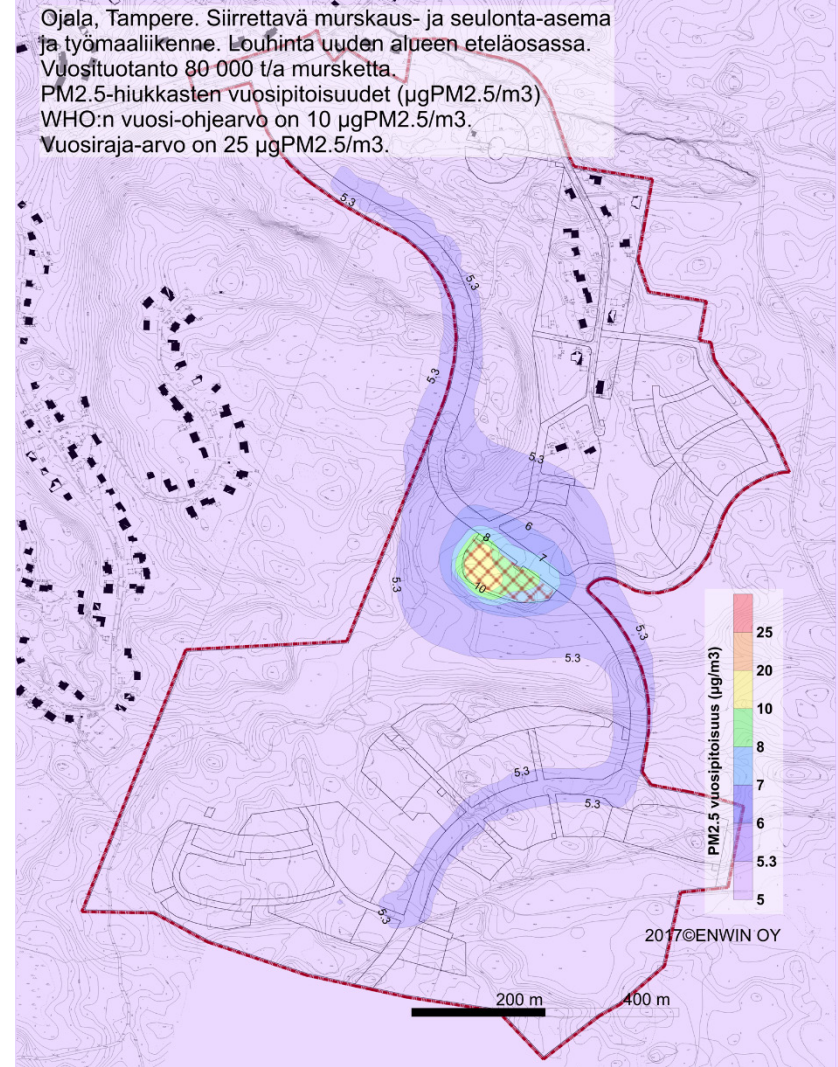 Ojala, Tampere. Siirrettävä murskaus- ja seulonta-asema
ja työmaaliikenne. Louhinta uuden alueen eteläosassa.
Vuosituotanto 80 000 t/a mursketta.
PM2.5-hiukkasten vuosipitoisuudet (µgPM2.5/m3)
WHO:n vuosi-ohjearvo on 10 µgPM2.5/m3.
Vuosiraja-arvo on 25 µgPM2.5/m3.
5.3
5.3
5.3
5.3
6
8
7
10
5.3
5.3
5.3
5.3
5.3
5.3
PM2.5 vuosipitoisuus (µg/m3)
25
20
10
8
7
6
5.3
5
2017©ENWIN OY
200 m
400 m